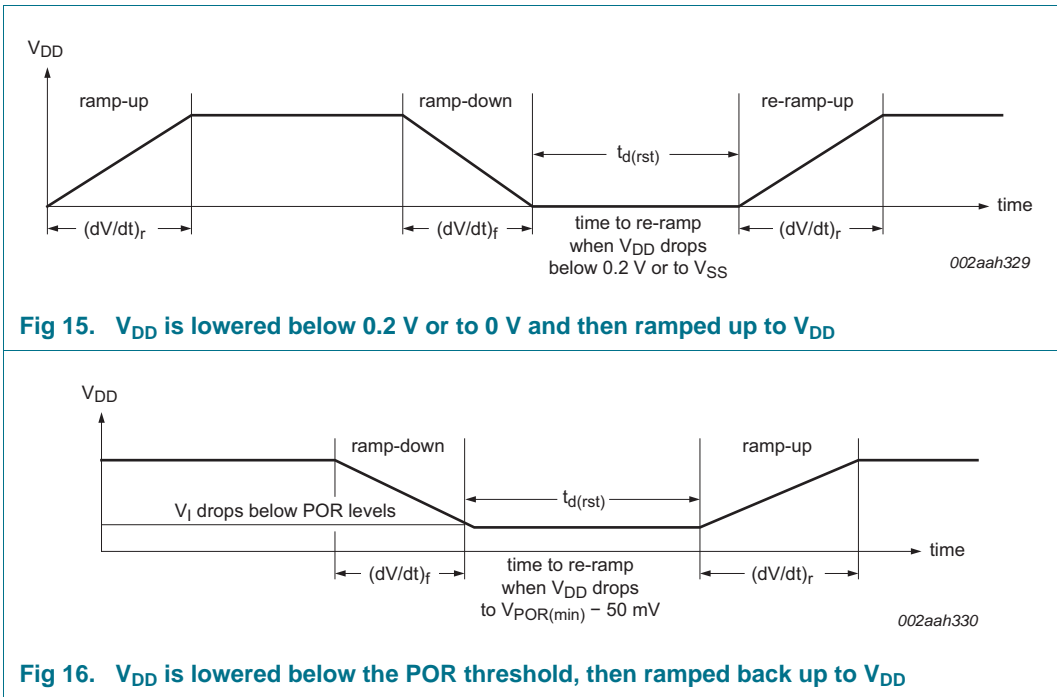 VDD
ramp-up
ramp-down
re-ramp-up
td(rst)
time
(dV/dt)r
(dV/dt)f
time to re-ramp
when VDD drops
below 0.2 V or to VSS
(dV/dt)r
002aah329
Fig 15. VDD is lowered below 0.2 V or to 0 V and then ramped up to VDD
VDD
ramp-down
ramp-up
VI drops below POR levels
td(rst)
time
(dV/dt)f
time to re-ramp
when VDD drops
to VPOR(min) − 50 mV
(dV/dt)r
002aah330
Fig 16. VDD is lowered below the POR threshold, then ramped back up to VDD